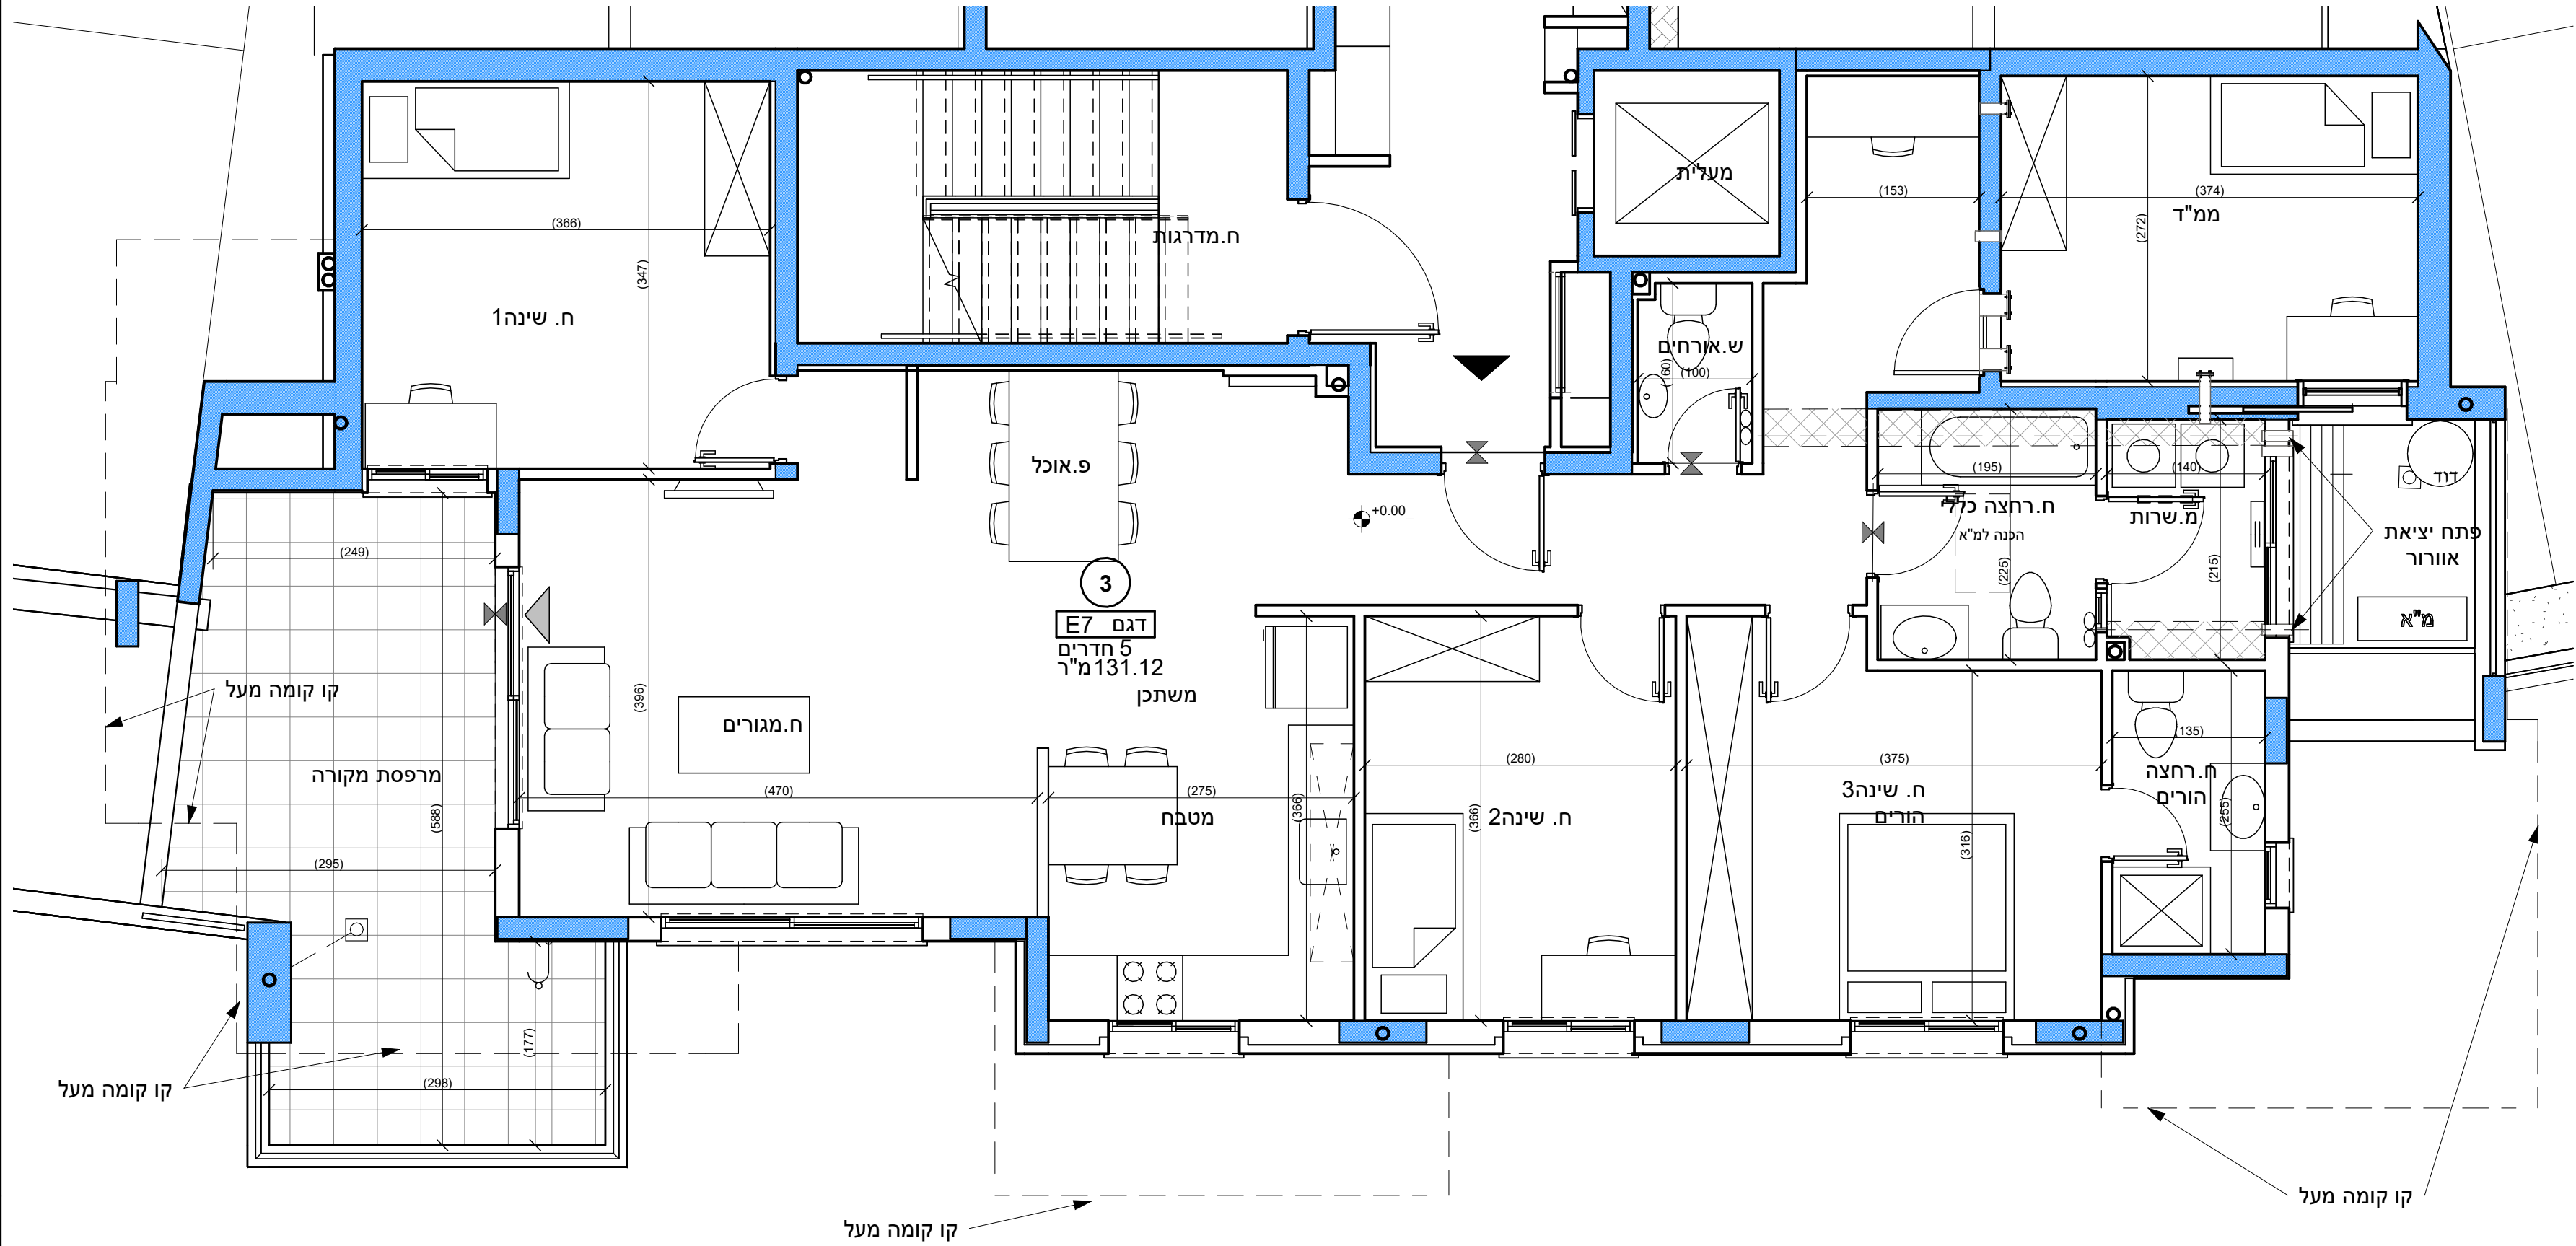 מעלית
(153)
(374)
ממ"ד
(272)
(366)
ח.מדרגות
(347)
ח. שינה1
ש.אורחים
(160)
(100)
פ.אוכל
(195)
(140)
דוד
ח.רחצה כללי
הכנה למ"א
מ.שרות
+0.00
פתח יציאת
אוורור
(249)
(225)
(215)
3
דגם E7
5 חדרים
131.12מ"ר
משתכן
מ"א
קו קומה מעל
(396)
ח.מגורים
(135)
מרפסת מקורה
(588)
(470)
(275)
(366)
(280)
(366)
(375)
ח. שינה3
הורים
ח.רחצה
הורים
(255)
מטבח
ח. שינה2
(316)
(295)
(177)
(298)
קו קומה מעל
קו קומה מעל
קו קומה מעל